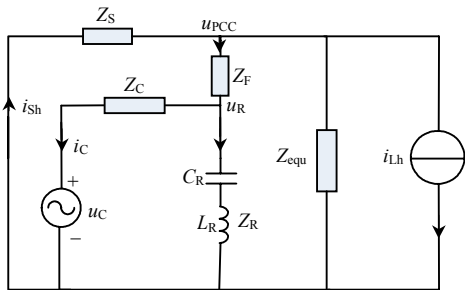 Z_S
u_PCC
Z_F
Z_C
u_R
i_Sh
i_C
C_R
Z_equ
i_Lh
+
u_C
L_R
Z_R
−